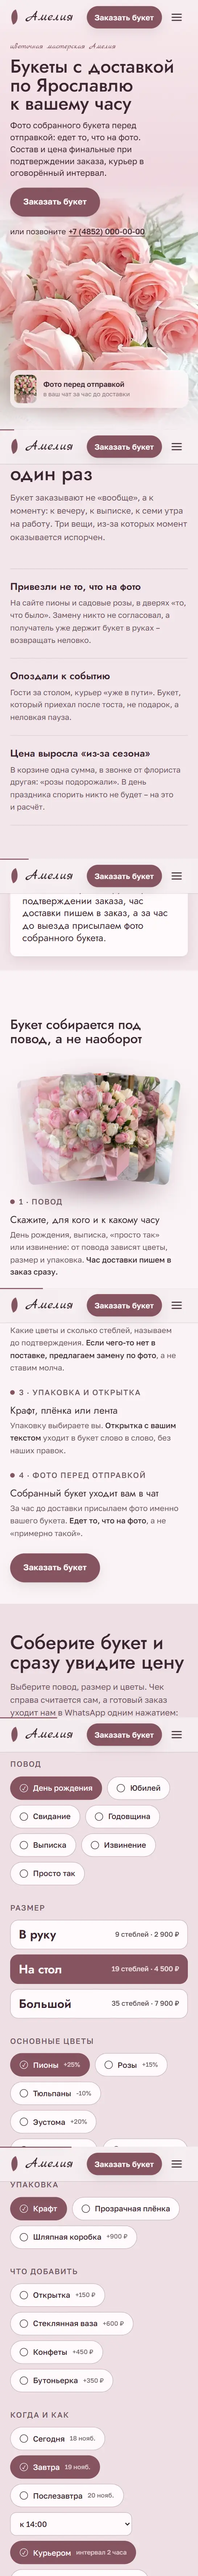 Амелия
Заказать букет
цветочная мастерская Амелия
Букеты с доставкой
по Ярославлю
к вашему часу
Фото собранного букета перед
отправкой: едет то, что на фото.
Состав и цена финальные при
подтверждении заказа, курьер в
оговорённый интервал.
Заказать букет
или позвоните +7 (4852) 000-00-00
Фото перед отправкой
в ваш чат за час до доставки
Амелия
Заказать букет
один раз
Букет заказывают не «вообще», а к
моменту: к вечеру, к выписке, к семи утра
на работу. Три вещи, из-за которых момент
оказывается испорчен.
Привезли не то, что на фото
На сайте пионы и садовые розы, в дверях «то,
что было». Замену никто не согласовал, а
получатель уже держит букет в руках –
возвращать неловко.
Опоздали к событию
Гости за столом, курьер «уже в пути». Букет,
который приехал после тоста, не подарок, а
неловкая пауза.
Цена выросла «из-за сезона»
В корзине одна сумма, в звонке от флориста
другая: «розы подорожали». В день
праздника спорить никто не будет – на это
и расчёт.
Амелия
Заказать букет
подтверждении заказа, час
доставки пишем в заказ, а за час
до выезда присылаем фото
собранного букета.
Букет собирается под
повод, а не наоборот
1 · ПОВОД
Скажите, для кого и к какому часу
День рождения, выписка, «просто так»
или извинение: от повода зависят цветы,
размер и упаковка. Час доставки пишем в
заказ сразу.
Амелия
Заказать букет
Какие цветы и сколько стеблей, называем
до подтверждения. Если чего-то нет в
поставке, предлагаем замену по фото, а не
ставим молча.
3 · УПАКОВКА И ОТКРЫТКА
Крафт, плёнка или лента
Упаковку выбираете вы. Открытка с вашим
текстом уходит в букет слово в слово, без
наших правок.
4 · ФОТО ПЕРЕД ОТПРАВКОЙ
Собранный букет уходит вам в чат
За час до доставки присылаем фото именно
вашего букета. Едет то, что на фото, а не
«примерно такой».
Заказать букет
Соберите букет и
сразу увидите цену
Выберите повод, размер и цветы. Чек
справа считается сам, а готовый заказ
уходит нам в WhatsApp одним нажатием:
Амелия
Заказать букет
ПОВОД
День рождения
Юбилей
Свидание
Годовщина
Выписка
Извинение
Просто так
РАЗМЕР
В руку 9 стеблей · 2 900 ₽
На стол 19 стеблей · 4 500 ₽
Большой 35 стеблей · 7 900 ₽
ОСНОВНЫЕ ЦВЕТЫ
Пионы +25%
Розы +15%
Тюльпаны -10%
Эустома +20%
Амелия
Заказать букет
УПАКОВКА
Крафт
Прозрачная плёнка
Шляпная коробка +900 ₽
ЧТО ДОБАВИТЬ
Открытка +150 ₽
Стеклянная ваза +600 ₽
Конфеты +450 ₽
Бутоньерка +350 ₽
КОГДА И КАК
Сегодня 18 нояб.
Завтра 19 нояб.
Послезавтра 20 нояб.
к 14:00
Курьером интервал 2 часа